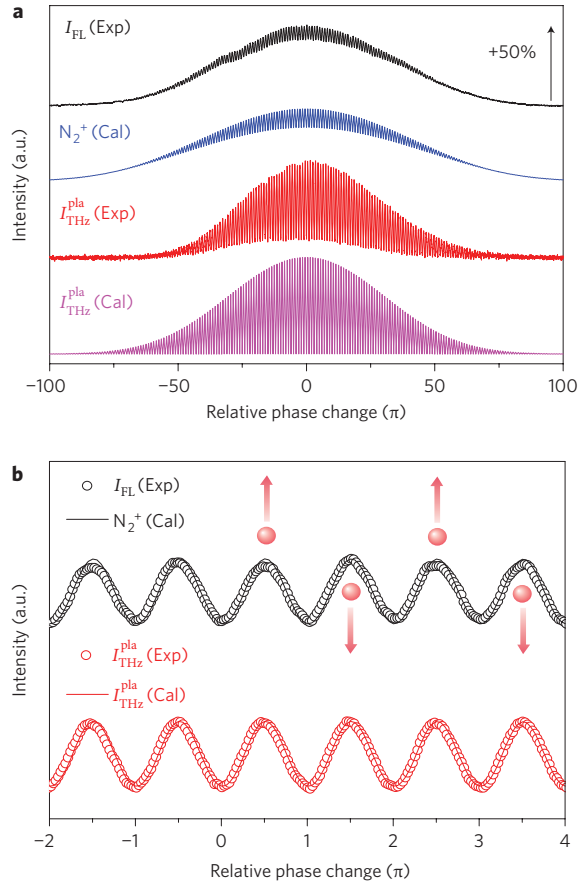 a
I_FL (Exp)
+50%
N₂⁺ (Cal)
I_THz^pla (Exp)
I_THz^pla (Cal)
Intensity (a.u.)
−100 −50 0 50 100
Relative phase change (π)
b
I_FL (Exp)
N₂⁺ (Cal)
I_THz^pla (Exp)
I_THz^pla (Cal)
Intensity (a.u.)
−2 −1 0 1 2 3 4
Relative phase change (π)